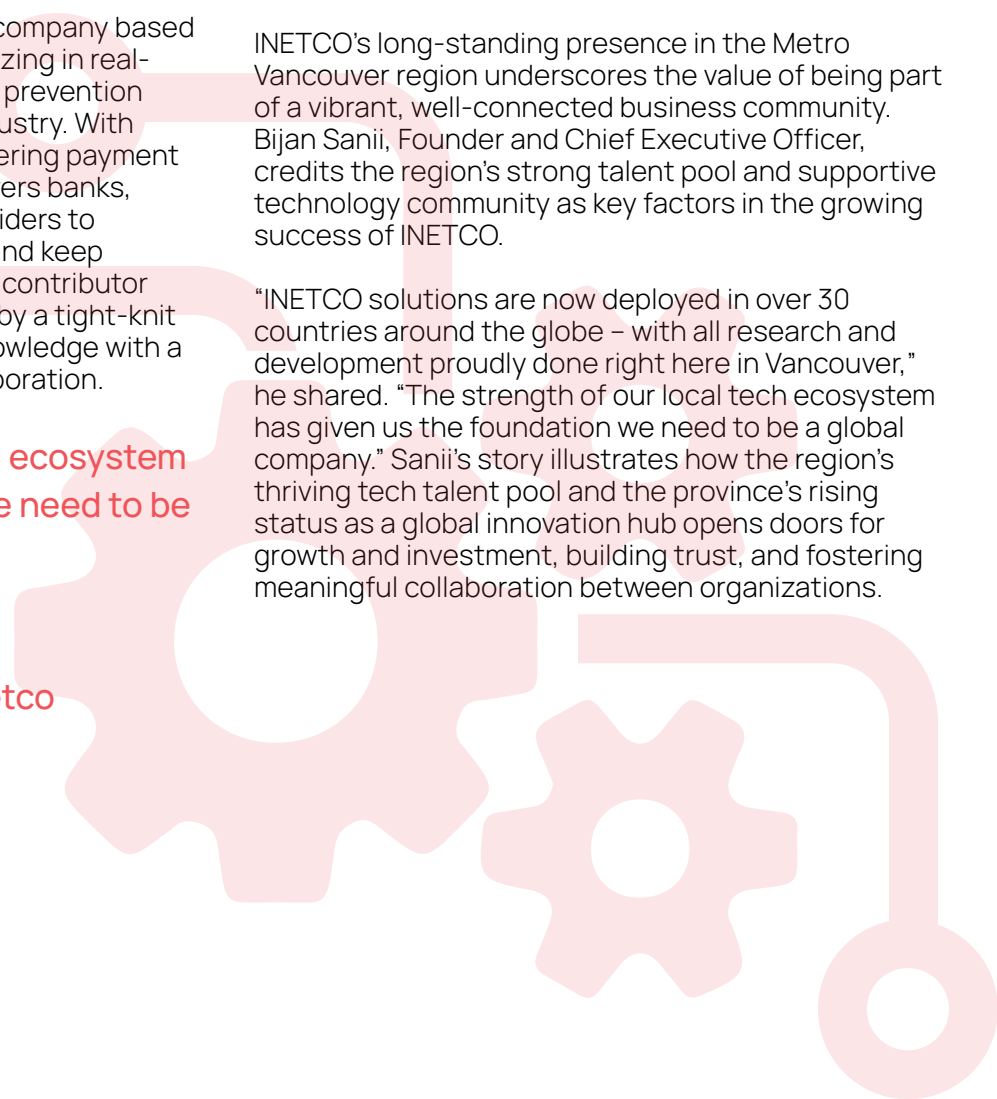 company based
zing in real-
prevention
ustry. With
ering payment
ers banks,
iders to
nd keep
contributor
by a tight-knit
owledge with a
boration.
ecosystem
e need to be
etco
INETCO's long-standing presence in the Metro
Vancouver region underscores the value of being part
of a vibrant, well-connected business community.
Bijan Sanii, Founder and Chief Executive Officer,
credits the region's strong talent pool and supportive
technology community as key factors in the growing
success of INETCO.
“INETCO solutions are now deployed in over 30
countries around the globe – with all research and
development proudly done right here in Vancouver,”
he shared. “The strength of our local tech ecosystem
has given us the foundation we need to be a global
company.” Sanii's story illustrates how the region's
thriving tech talent pool and the province's rising
status as a global innovation hub opens doors for
growth and investment, building trust, and fostering
meaningful collaboration between organizations.